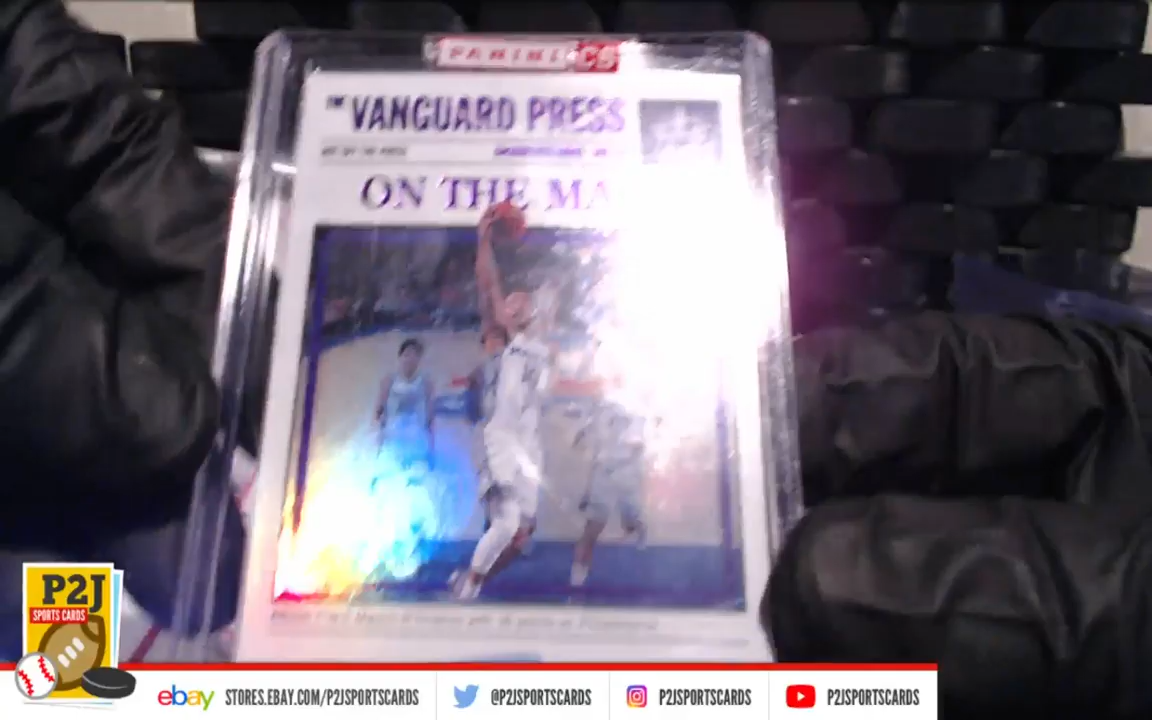 PANINI CS
THE VANGUARD PRESS
ON THE MA
P2J
SPORTS CARDS
ebay STORES.EBAY.COM/P2JSPORTSCARDS @P2JSPORTSCARDS P2JSPORTSCARDS P2JSPORTSCARDS